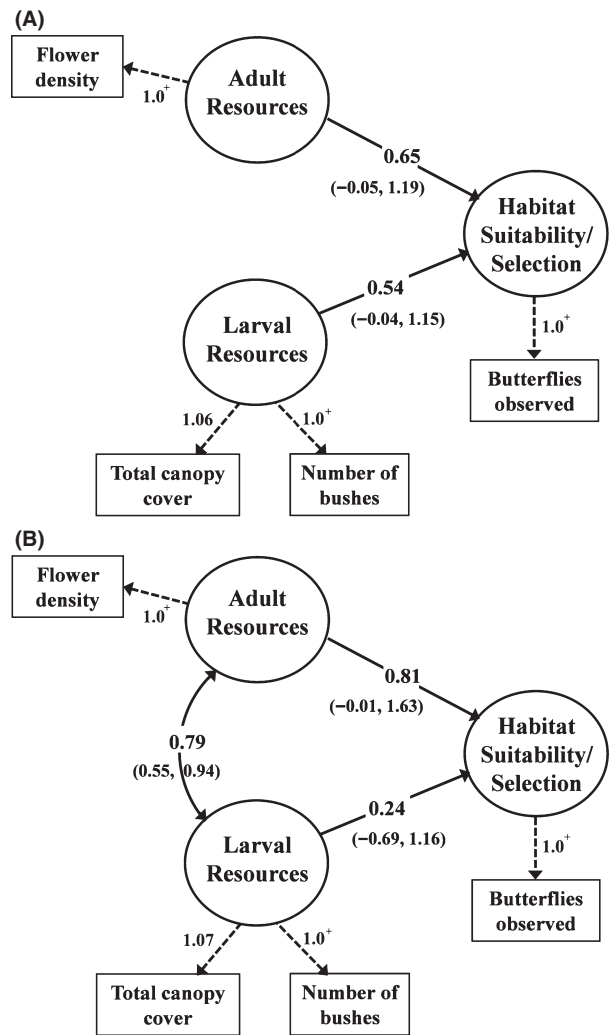 (A)
Flower
density
1.0+
Adult
Resources
0.65
(−0.05, 1.19)
Habitat
Suitability/
Selection
0.54
(−0.04, 1.15)
Larval
Resources
1.0+
Butterflies
observed
1.06
1.0+
Total canopy
cover
Number of
bushes
(B)
Flower
density
1.0+
Adult
Resources
0.81
(−0.01, 1.63)
Habitat
Suitability/
Selection
0.79
(0.55, 0.94)
0.24
(−0.69, 1.16)
Larval
Resources
1.0+
Butterflies
observed
1.07
1.0+
Total canopy
cover
Number of
bushes